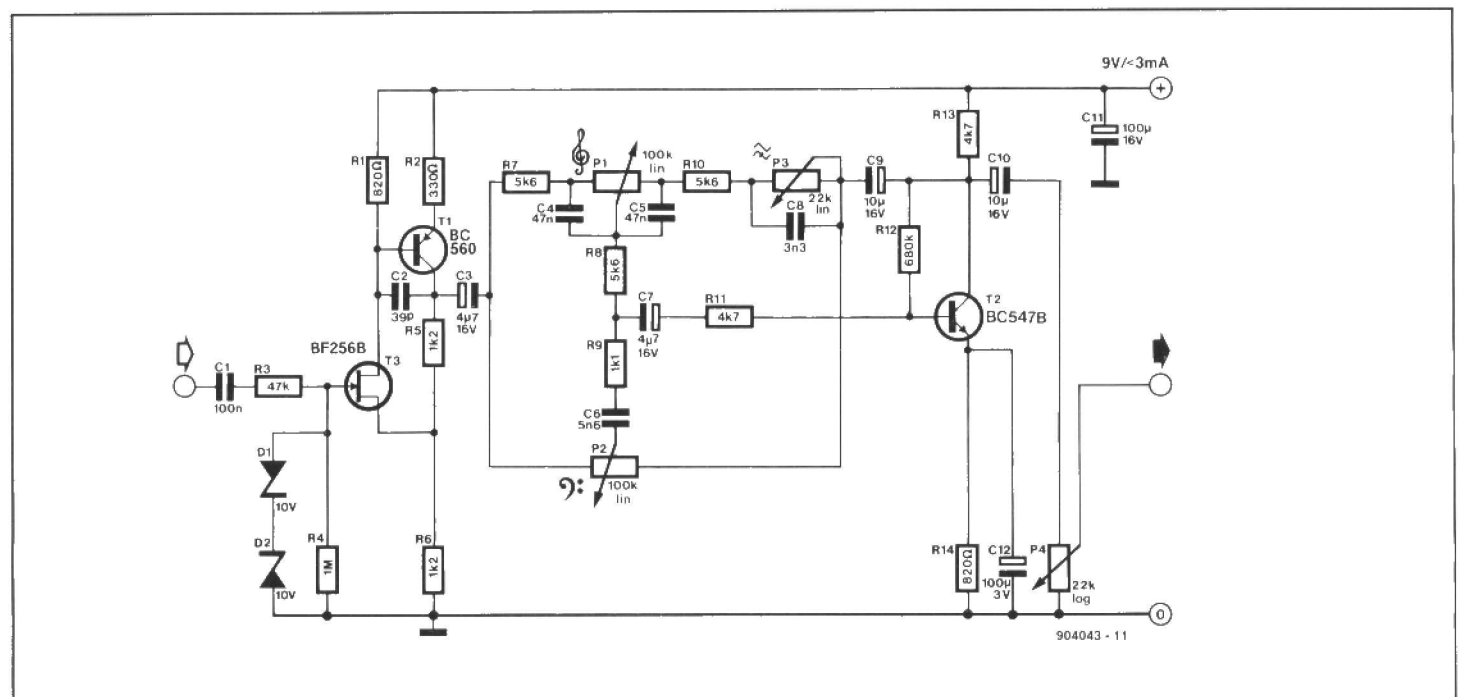 9V/<3mA
+
R1
820Ω
R2
330Ω
T1
BC
560
C2
39p
C3
4µ7
16V
R5
1k2
BF256B
T3
C1
100n
R3
47k
D1
10V
D2
10V
R4
1M
R6
1k2
R7
5k6
P1
100k
lin
C4
47n
C5
47n
R10
5k6
P3
22k
lin
C8
3n3
R8
5k6
C7
4µ7
16V
R11
4k7
R9
1k1
C6
5n6
P2
100k
lin
C9
10µ
16V
R12
680k
R13
4k7
C10
10µ
16V
C11
100µ
16V
T2
BC547B
R14
820Ω
C12
100µ
3V
P4
22k
log
0
904043 - 11